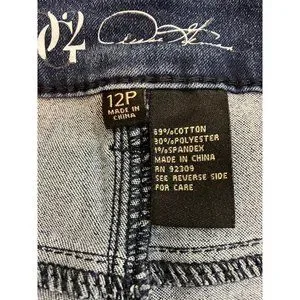 12P
MADE IN
CHINA
69%COTTON
30%POLYESTER
1%SPANDEX
MADE IN CHINA
RN 92309
SEE REVERSE SIDE
FOR CARE